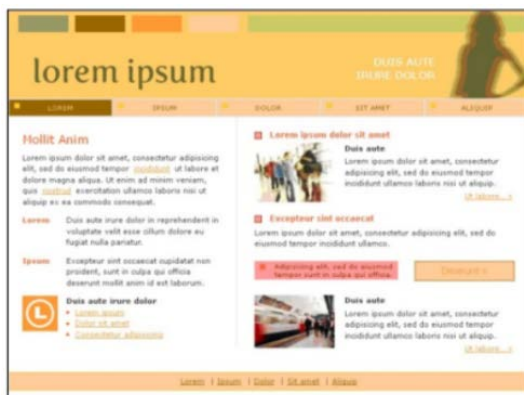 lorem ipsum
DUIS AUTE
IRURE DOLOR
LOREM
IPSUM
DOLOR
SIT AMET
ALIQUIP
Mollit Anim
Lorem ipsum dolor sit amet, consectetur adipisicing
elit, sed do eiusmod tempor incididunt ut labore et
dolore magna aliqua. Ut enim ad minim veniam,
quis nostrud exercitation ullamco laboris nisi ut
aliquip ex ea commodo consequat.
Lorem Duis aute irure dolor in reprehenderit in
voluptate velit esse cillum dolore eu
fugiat nulla pariatur.
Ipsum Excepteur sint occaecat cupidatat non
proident, sunt in culpa qui officia
deserunt mollit anim id est laborum.
Duis aute irure dolor
Lorem ipsum
Dolor sit amet
Consectetur adipisicing
Lorem ipsum dolor sit amet
Duis aute
Lorem ipsum dolor sit amet, consectetur
adipisicing elit, sed do eiusmod tempor
incididunt ullamco laboris nisi ut aliquip.
Ut labore... »
Excepteur sint occaecat
Lorem ipsum dolor sit amet, consectetur adipisicing elit, sed do
eiusmod tempor incididunt ullamco.
Adipisicing elit, sed do eiusmod
tempor sunt in culpa qui officia.
Deserunt »
Duis aute
Lorem ipsum dolor sit amet, consectetur
adipisicing elit, sed do eiusmod tempor
incididunt ullamco laboris nisi ut aliquip.
Ut labore... »
Lorem | Ipsum | Dolor | Sit amet | Aliquip